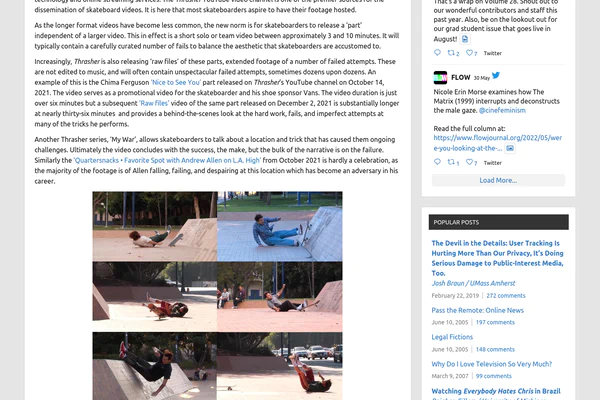 dissemination of skateboard videos. It is here that most skateboarders aspire to have their footage hosted.
As the longer format videos have become less common, the new norm is for skateboarders to release a 'part'
independent of a larger video. This in effect is a short solo or team video between approximately 3 and 10 minutes. It will
typically contain a carefully curated number of fails to balance the aesthetic that skateboarders are accustomed to.
Increasingly, Thrasher is also releasing 'raw files' of these parts, extended footage of a number of failed attempts. These
are not edited to music, and will often contain unspectacular failed attempts, sometimes dozens upon dozens. An
example of this is the Chima Ferguson 'Nice to See You' part released on Thrasher's YouTube channel on October 14,
2021. The video serves as a promotional video for the skateboarder and his shoe sponsor Vans. The video duration is just
over six minutes but a subsequent 'Raw files' video of the same part released on December 2, 2021 is substantially longer
at nearly thirty-six minutes and provides a behind-the-scenes look at the hard work, fails, and imperfect attempts at
many of the tricks he performs.
Another Thrasher series, 'My War', allows skateboarders to talk about a location and trick that has caused them ongoing
challenges. Ultimately the video concludes with the success, the make, but the bulk of the narrative is on the failure.
Similarly the 'Quartersnacks • Favorite Spot with Andrew Allen on L.A. High' from October 2021 is hardly a celebration, as
the majority of the footage is of Allen falling, failing, and despairing at this location which has become an adversary in his
career.
That's a wrap on Volume 28. Shout out to
our wonderful contributors and staff this
past year. Also, be on the lookout for our
grad student issue that goes live in
August!
2 7 Twitter
FLOW 30 May
Nicole Erin Morse examines how The
Matrix (1999) interrupts and deconstructs
the male gaze. @cinefeminism
Read the full column at:
https://www.flowjournal.org/2022/05/wer
e-you-looking-at-the-...
1 7 Twitter
Load More...
POPULAR POSTS
The Devil in the Details: User Tracking Is
Hurting More Than Our Privacy, It's Doing
Serious Damage to Public-Interest Media,
Too.
Josh Braun / UMass Amherst
February 22, 2019 | 272 comments
Pass the Remote: Online News
June 10, 2005 | 197 comments
Legal Fictions
June 10, 2005 | 148 comments
Why Do I Love Television So Very Much?
March 9, 2007 | 99 comments
Watching Everybody Hates Chris in Brazil